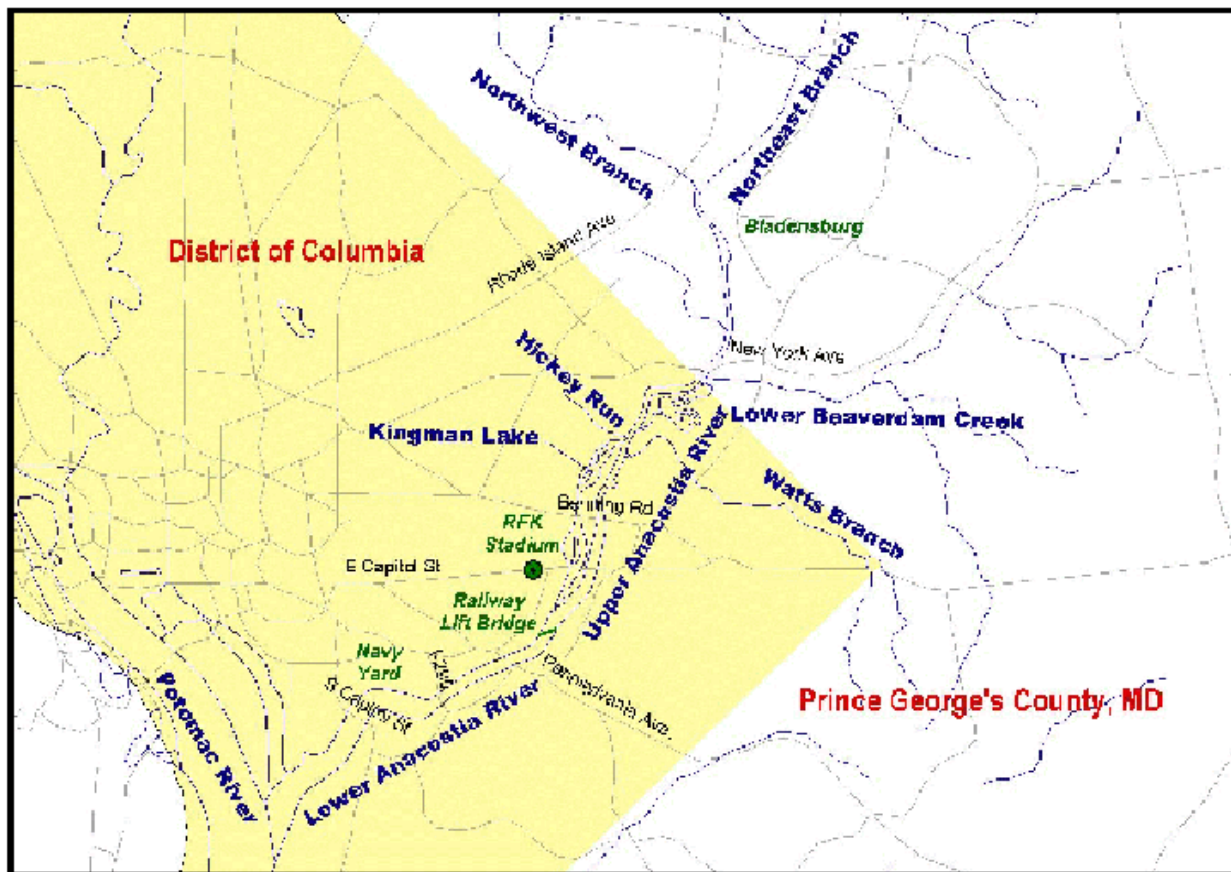 Northwest Branch
Northeast Branch
Bladensburg
District of Columbia
Rhode Island Ave
New York Ave
Hickey Run
Kingman Lake
Lower Beaverdam Creek
Upper Anacostia River
Watts Branch
Benning Rd
RFK
Stadium
E Capitol St
Railway
Lift Bridge
Navy
Yard
S Capitol St
Pennsylvania Ave
Potomac River
Lower Anacostia River
Prince George's County, MD